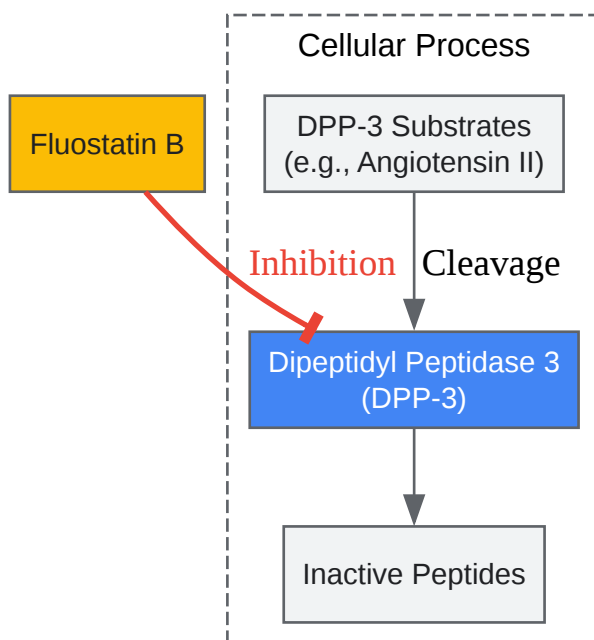 Cellular Process
Fluostatin B
DPP-3 Substrates
(e.g., Angiotensin II)
Inhibition
Cleavage
Dipeptidyl Peptidase 3
(DPP-3)
Inactive Peptides